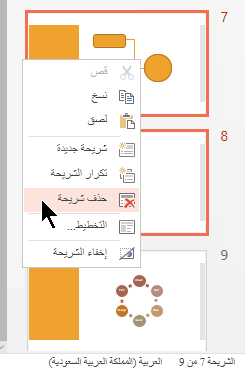 7
قص
نسخ
لصق
شريحة جديدة
تكرار الشريحة
حذف شريحة
التخطيط...
إخفاء الشريحة
8
9
الشريحة 7 من 9 العربية (المملكة العربية السعودية)